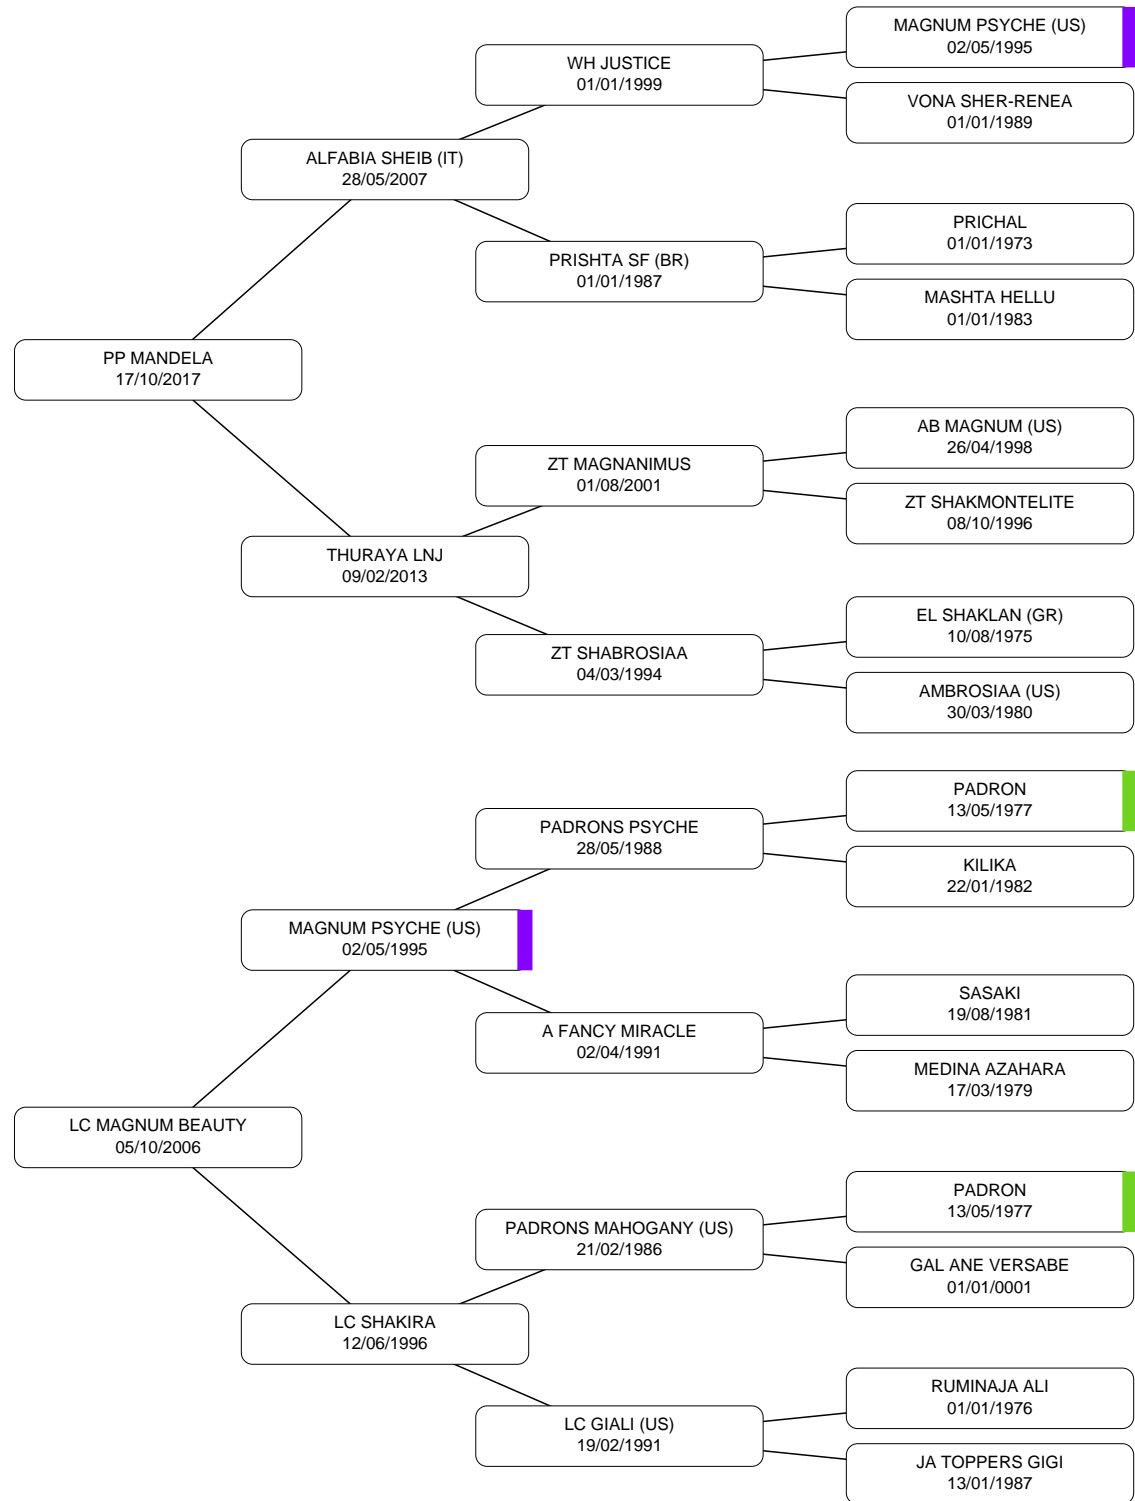 MAGNUM PSYCHE (US)
02/05/1995
WH JUSTICE
01/01/1999
VONA SHER-RENEA
01/01/1989
ALFABIA SHEIB (IT)
28/05/2007
PRICHAL
01/01/1973
PRISHTA SF (BR)
01/01/1987
MASHTA HELLU
01/01/1983
PP MANDELA
17/10/2017
AB MAGNUM (US)
26/04/1998
ZT MAGNANIMUS
01/08/2001
ZT SHAKMONTELITE
08/10/1996
THURAYA LNJ
09/02/2013
EL SHAKLAN (GR)
10/08/1975
ZT SHABROSIAA
04/03/1994
AMBROSIAA (US)
30/03/1980
PADRON
13/05/1977
PADRONS PSYCHE
28/05/1988
KILIKA
22/01/1982
MAGNUM PSYCHE (US)
02/05/1995
SASAKI
19/08/1981
A FANCY MIRACLE
02/04/1991
MEDINA AZAHARA
17/03/1979
LC MAGNUM BEAUTY
05/10/2006
PADRON
13/05/1977
PADRONS MAHOGANY (US)
21/02/1986
GAL ANE VERSABE
01/01/0001
LC SHAKIRA
12/06/1996
RUMINAJA ALI
01/01/1976
LC GIALI (US)
19/02/1991
JA TOPPERS GIGI
13/01/1987